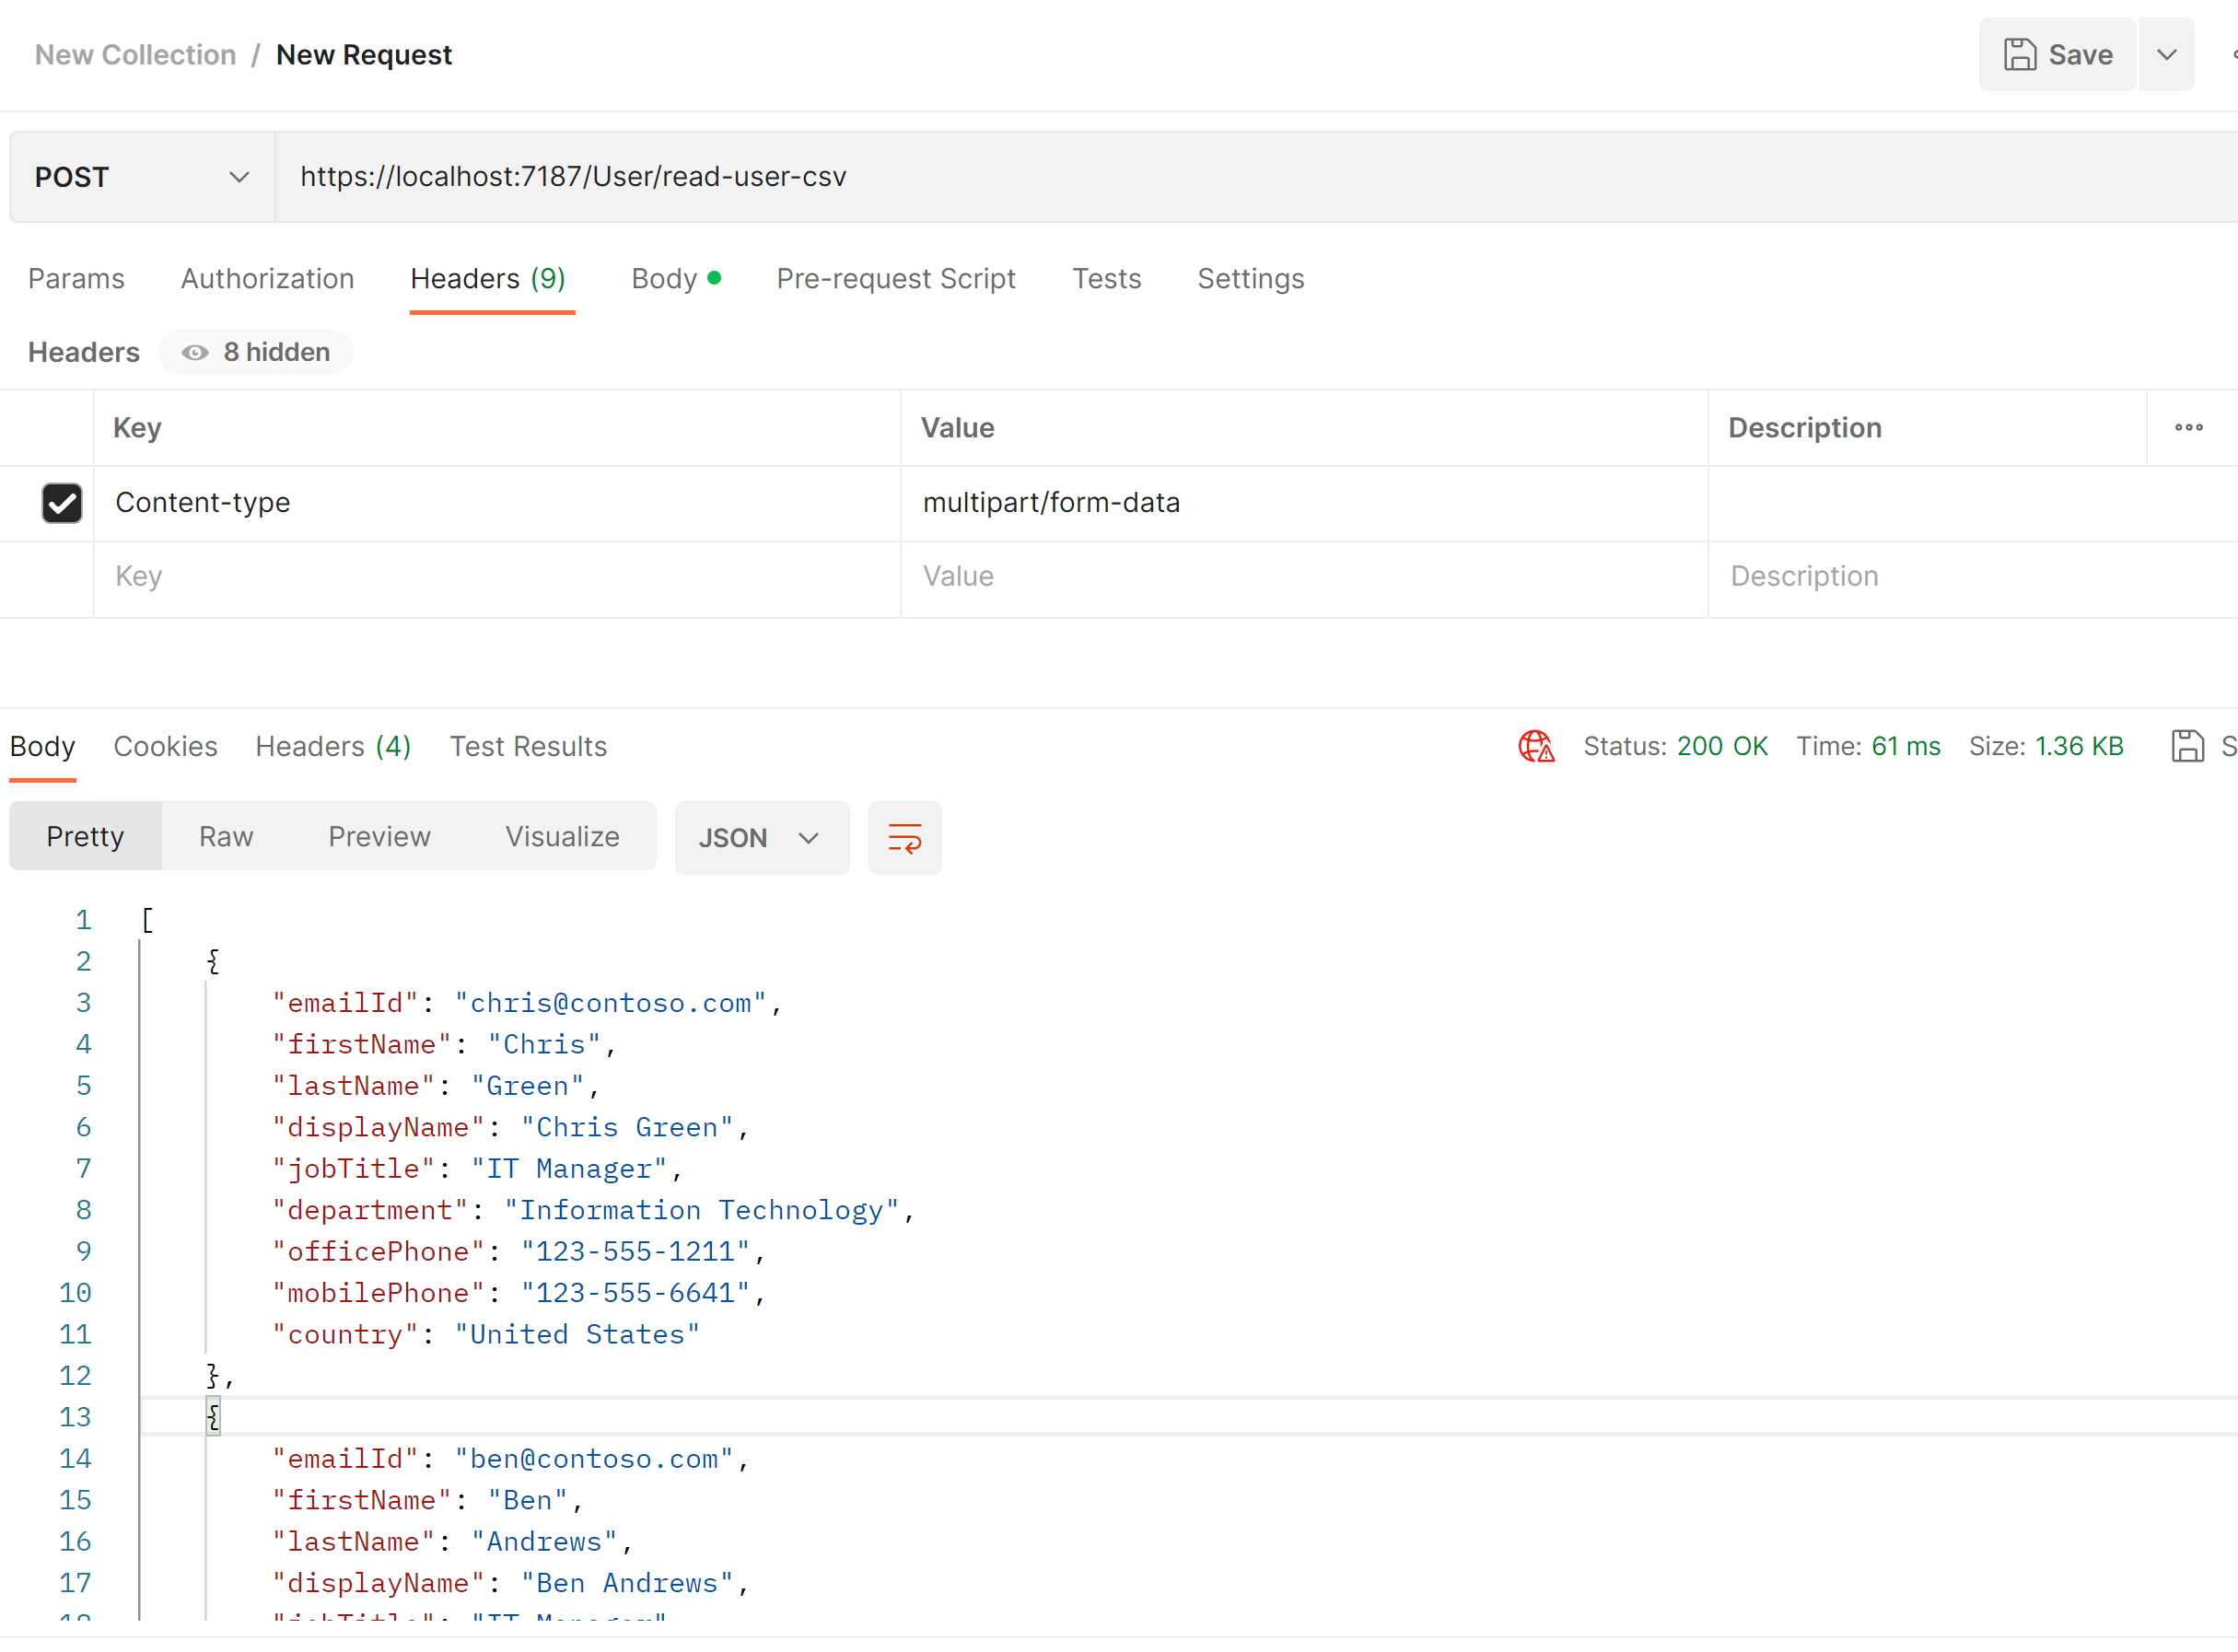 New Collection / New Request
Save
POST
https://localhost:7187/User/read-user-csv
Params Authorization Headers (9) Body Pre-request Script Tests Settings
Headers 8 hidden
Key Value Description
Content-type multipart/form-data
Key Value Description
Body Cookies Headers (4) Test Results Status: 200 OK Time: 61 ms Size: 1.36 KB S
Pretty Raw Preview Visualize JSON
1 [
2 {
3 "emailId": "chris@contoso.com",
4 "firstName": "Chris",
5 "lastName": "Green",
6 "displayName": "Chris Green",
7 "jobTitle": "IT Manager",
8 "department": "Information Technology",
9 "officePhone": "123-555-1211",
10 "mobilePhone": "123-555-6641",
11 "country": "United States"
12 },
13 {
14 "emailId": "ben@contoso.com",
15 "firstName": "Ben",
16 "lastName": "Andrews",
17 "displayName": "Ben Andrews",
18 "jobTitle": "IT Manager"